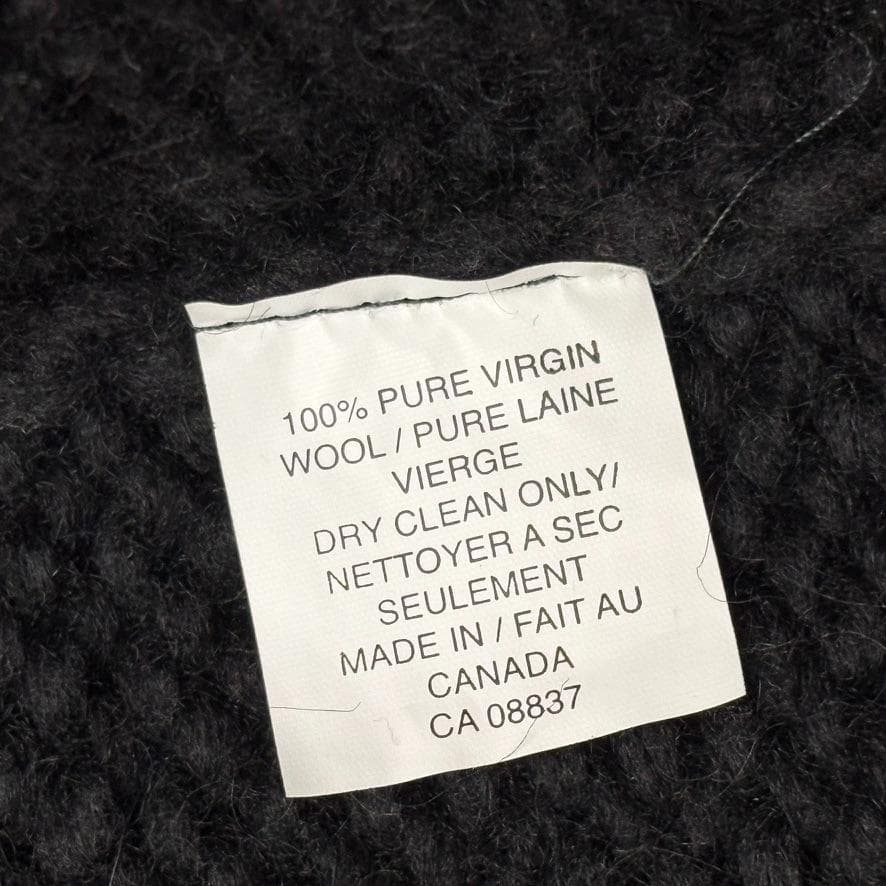 100% PURE VIRGIN
WOOL / PURE LAINE
VIERGE
DRY CLEAN ONLY/
NETTOYER A SEC
SEULEMENT
MADE IN / FAIT AU
CANADA
CA 08837